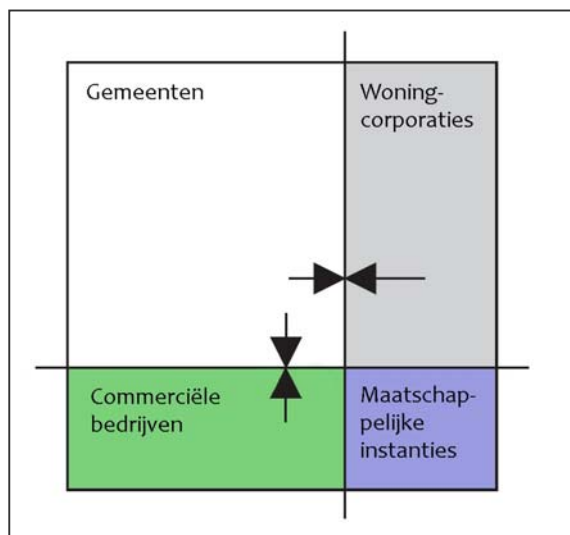 Gemeenten
Woning-
corporaties
Commerciële
bedrijven
Maatschap-
pelijke
instanties